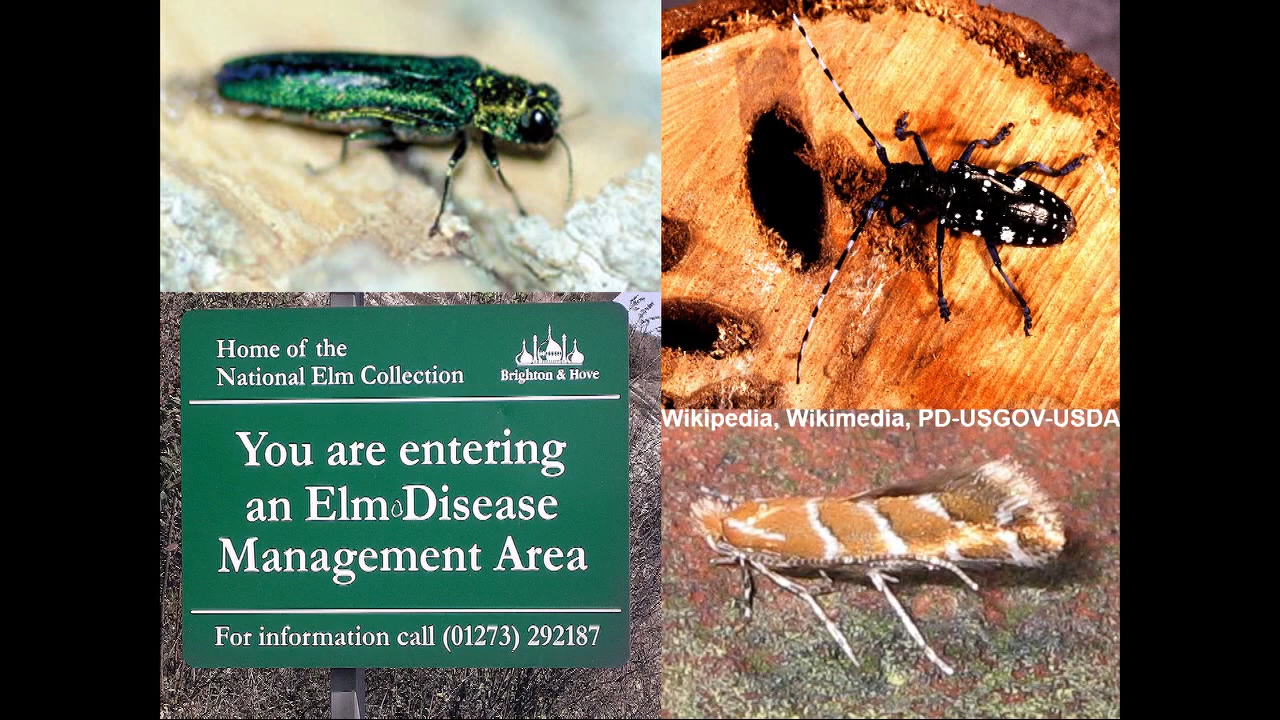 Home of the
National Elm Collection
Brighton & Hove
You are entering
an Elm Disease
Management Area
For information call (01273) 292187
Wikipedia, Wikimedia, PD-USGOV-USDA